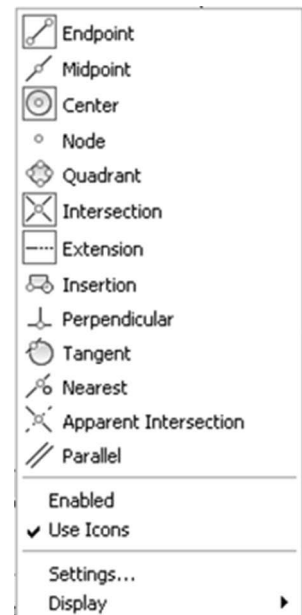 Endpoint
Midpoint
Center
Node
Quadrant
Intersection
Extension
Insertion
Perpendicular
Tangent
Nearest
Apparent Intersection
Parallel
Enabled
Use Icons
Settings...
Display